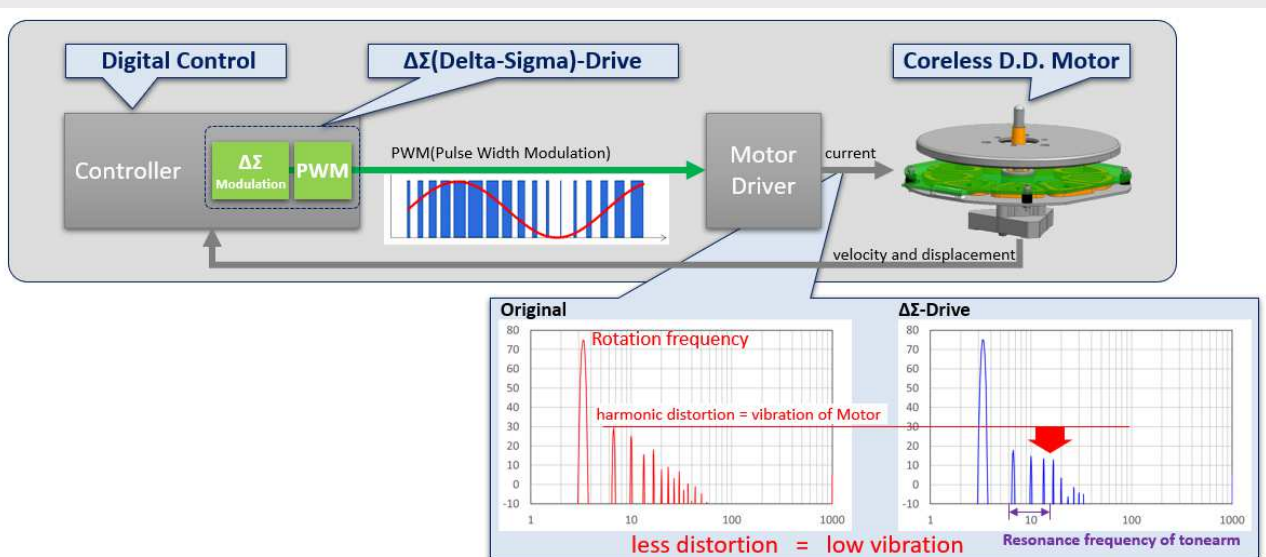 Digital Control
ΔΣ(Delta-Sigma)-Drive
Coreless D.D. Motor
Controller
ΔΣ
Modulation
PWM
PWM(Pulse Width Modulation)
Motor
Driver
current
velocity and displacement
Original
80
70
60
50
40
30
20
10
0
-10
1
10
100
1000
Rotation frequency
harmonic distortion = vibration of Motor
ΔΣ-Drive
80
70
60
50
40
30
20
10
0
-10
1
10
100
1000
Resonance frequency of tonearm
less distortion = low vibration